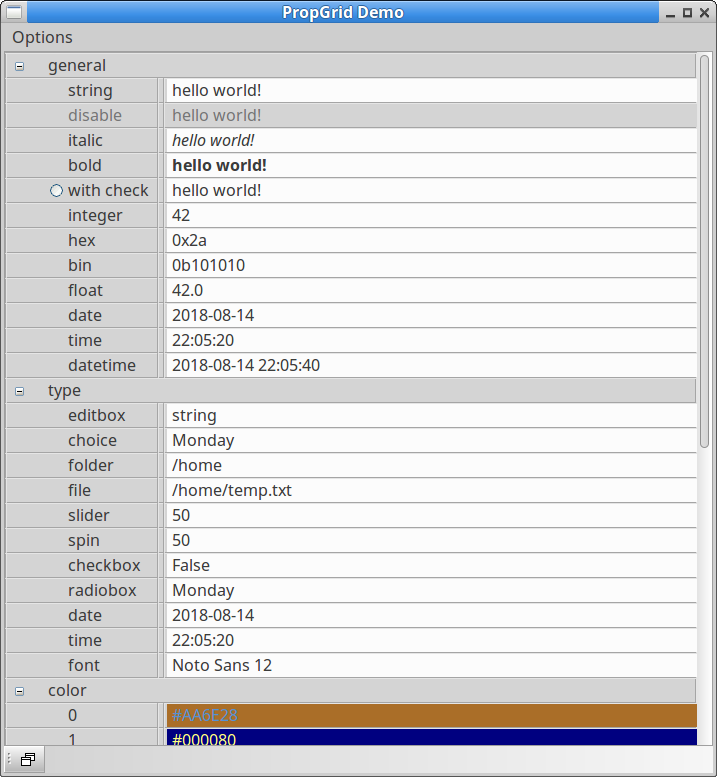 PropGrid Demo
Options
general
string hello world!
disable hello world!
italic hello world!
bold hello world!
with check hello world!
integer 42
hex 0x2a
bin 0b101010
float 42.0
date 2018-08-14
time 22:05:20
datetime 2018-08-14 22:05:40
type
editbox string
choice Monday
folder /home
file /home/temp.txt
slider 50
spin 50
checkbox False
radiobox Monday
date 2018-08-14
time 22:05:20
font Noto Sans 12
color
0 #AA6E28
1 #000080